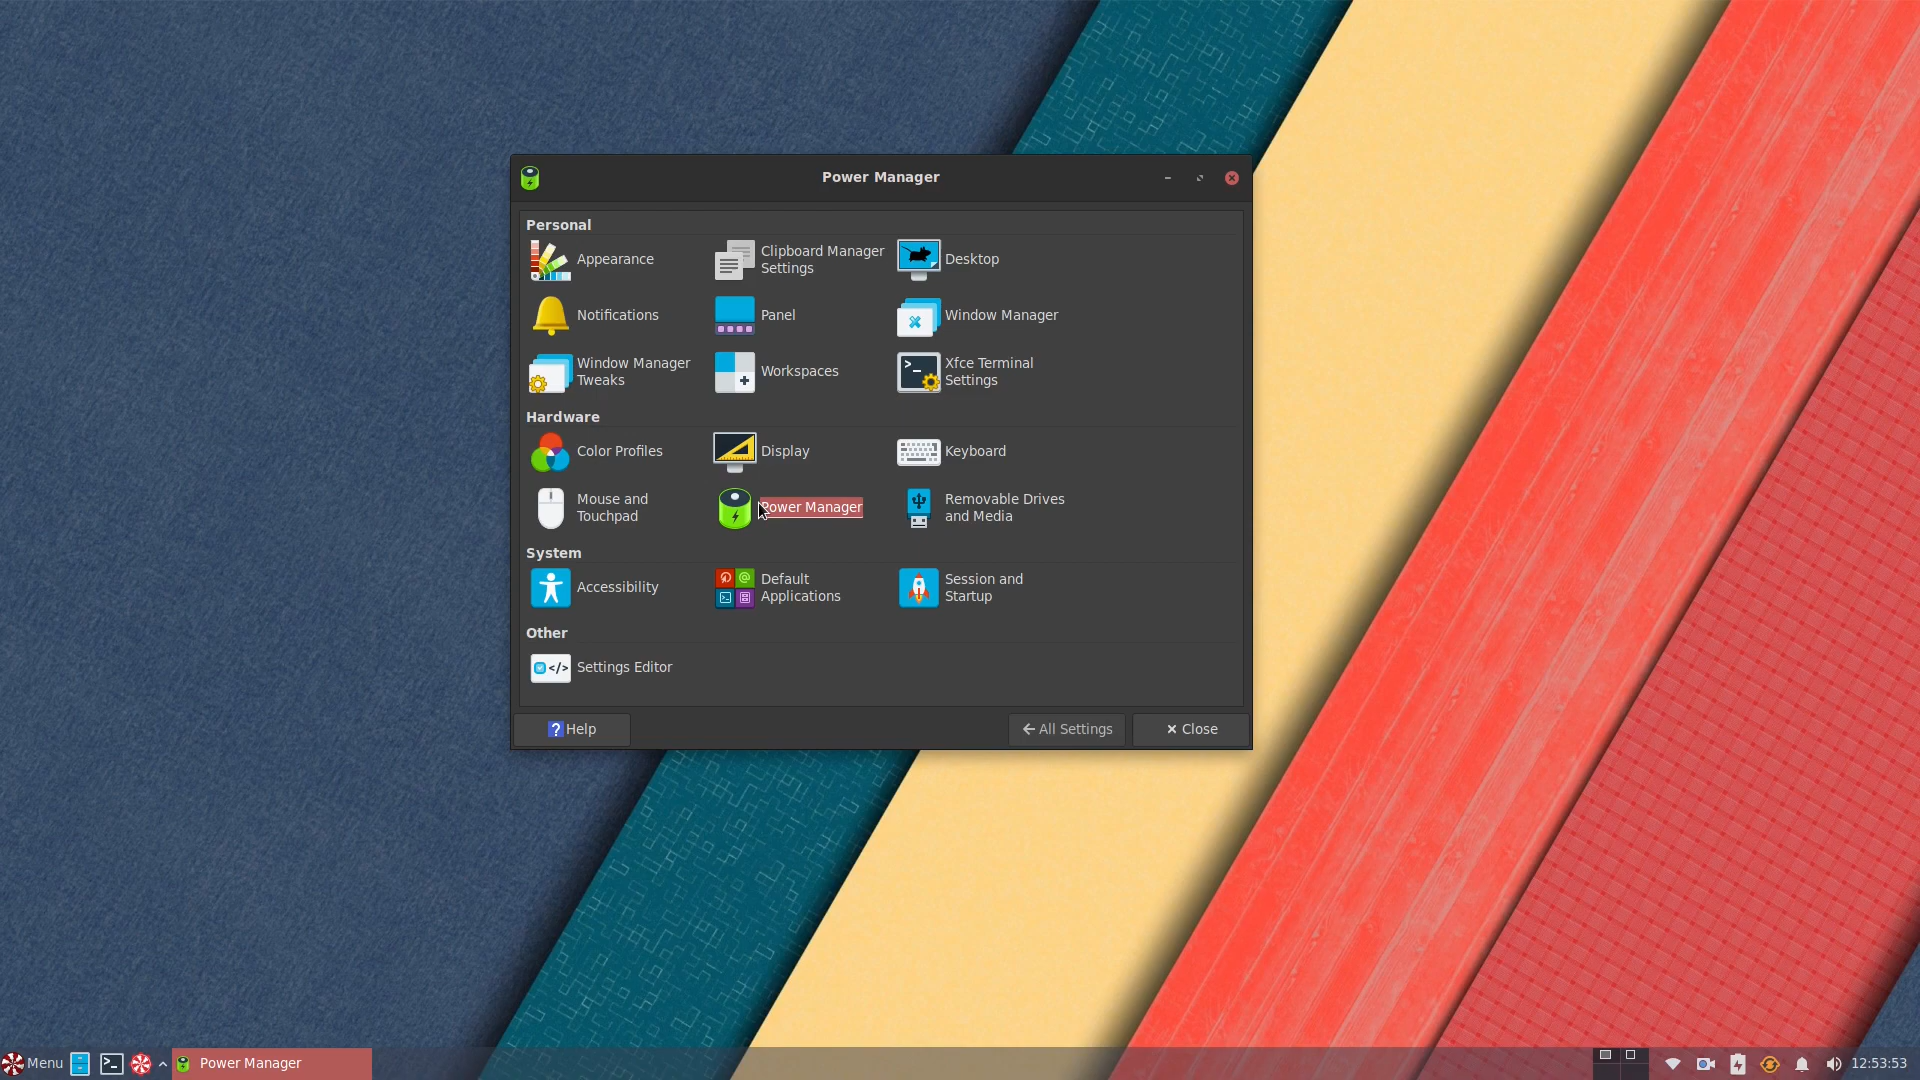 Power Manager
Personal
Appearance
Clipboard Manager
Settings
Desktop
Notifications
Panel
Window Manager
Window Manager
Tweaks
Workspaces
Xfce Terminal
Settings
Hardware
Color Profiles
Display
Keyboard
Mouse and
Touchpad
Power Manager
Removable Drives
and Media
System
Accessibility
Default
Applications
Session and
Startup
Other
Settings Editor
Help
All Settings
Close
Menu
Power Manager
12:53:53